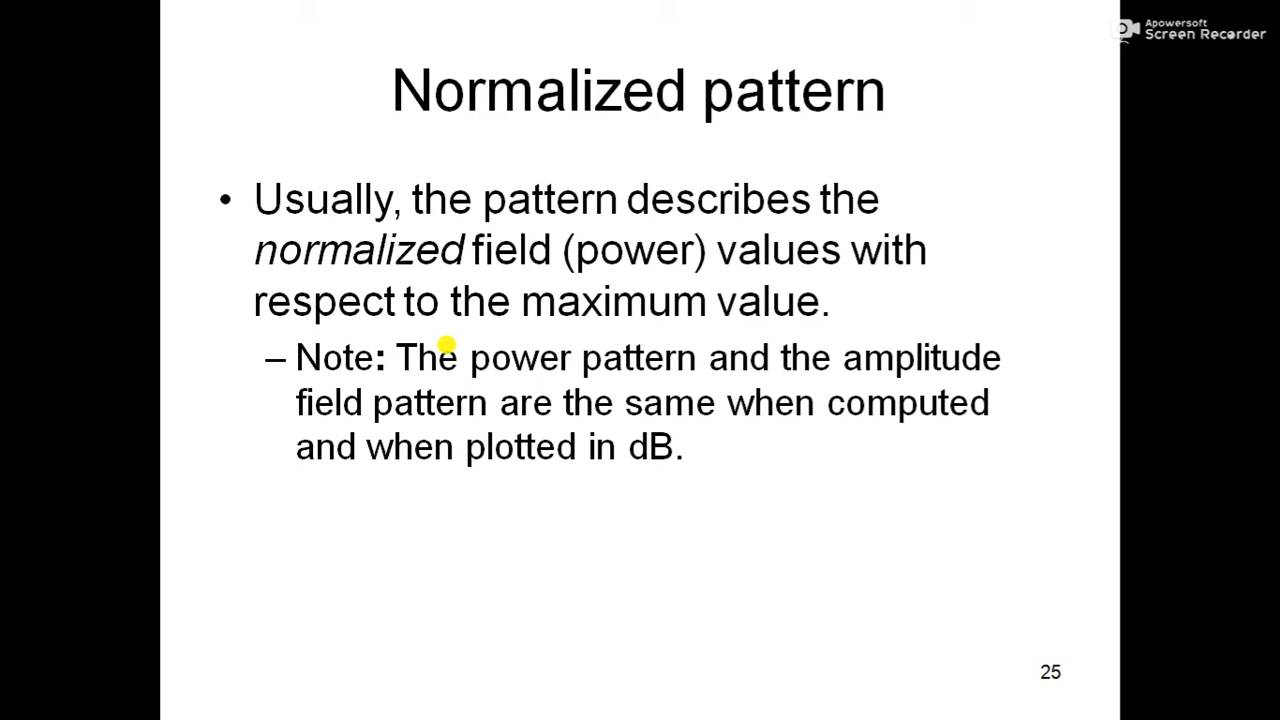 Apowersoft
Screen Recorder
Normalized pattern
• Usually, the pattern describes the
normalized field (power) values with
respect to the maximum value.
– Note: The power pattern and the amplitude
field pattern are the same when computed
and when plotted in dB.
25